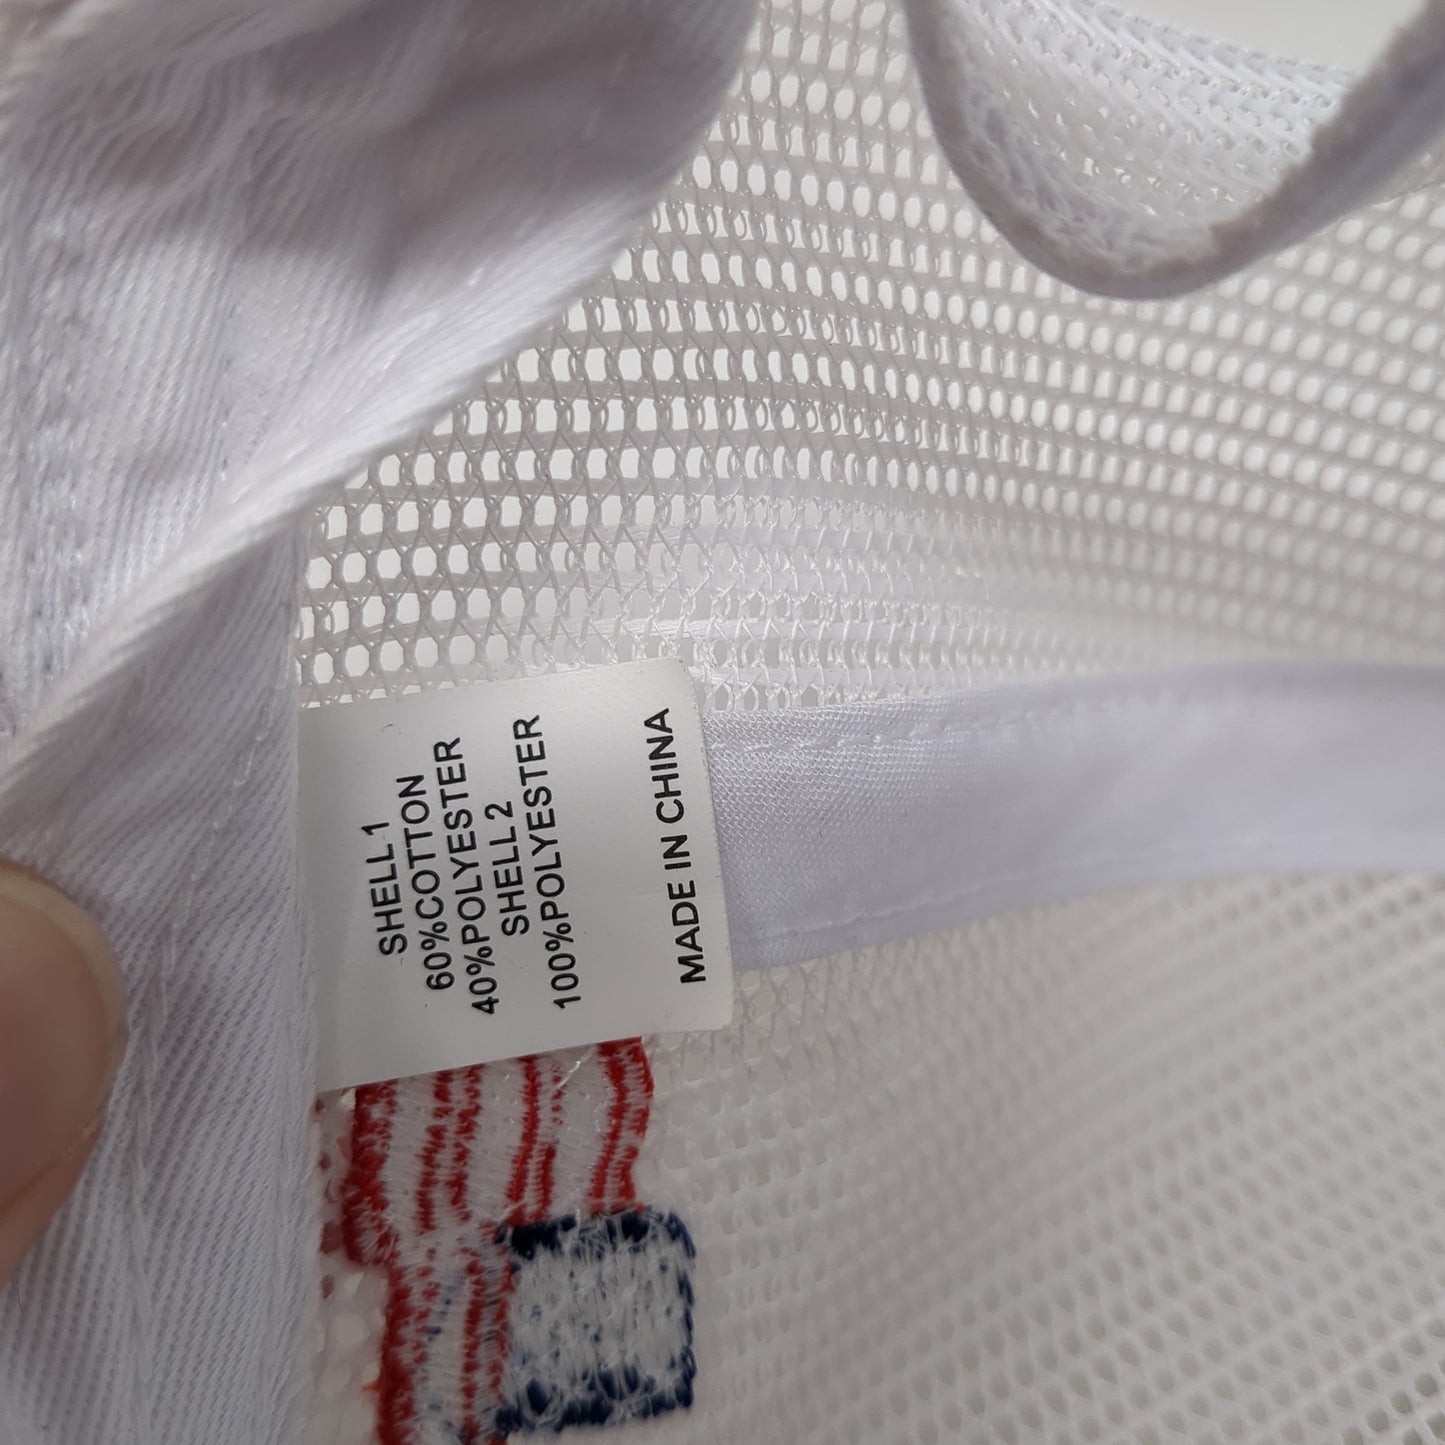 SHELL 1
60%COTTON
40%POLYESTER
SHELL 2
100%POLYESTER
MADE IN CHINA